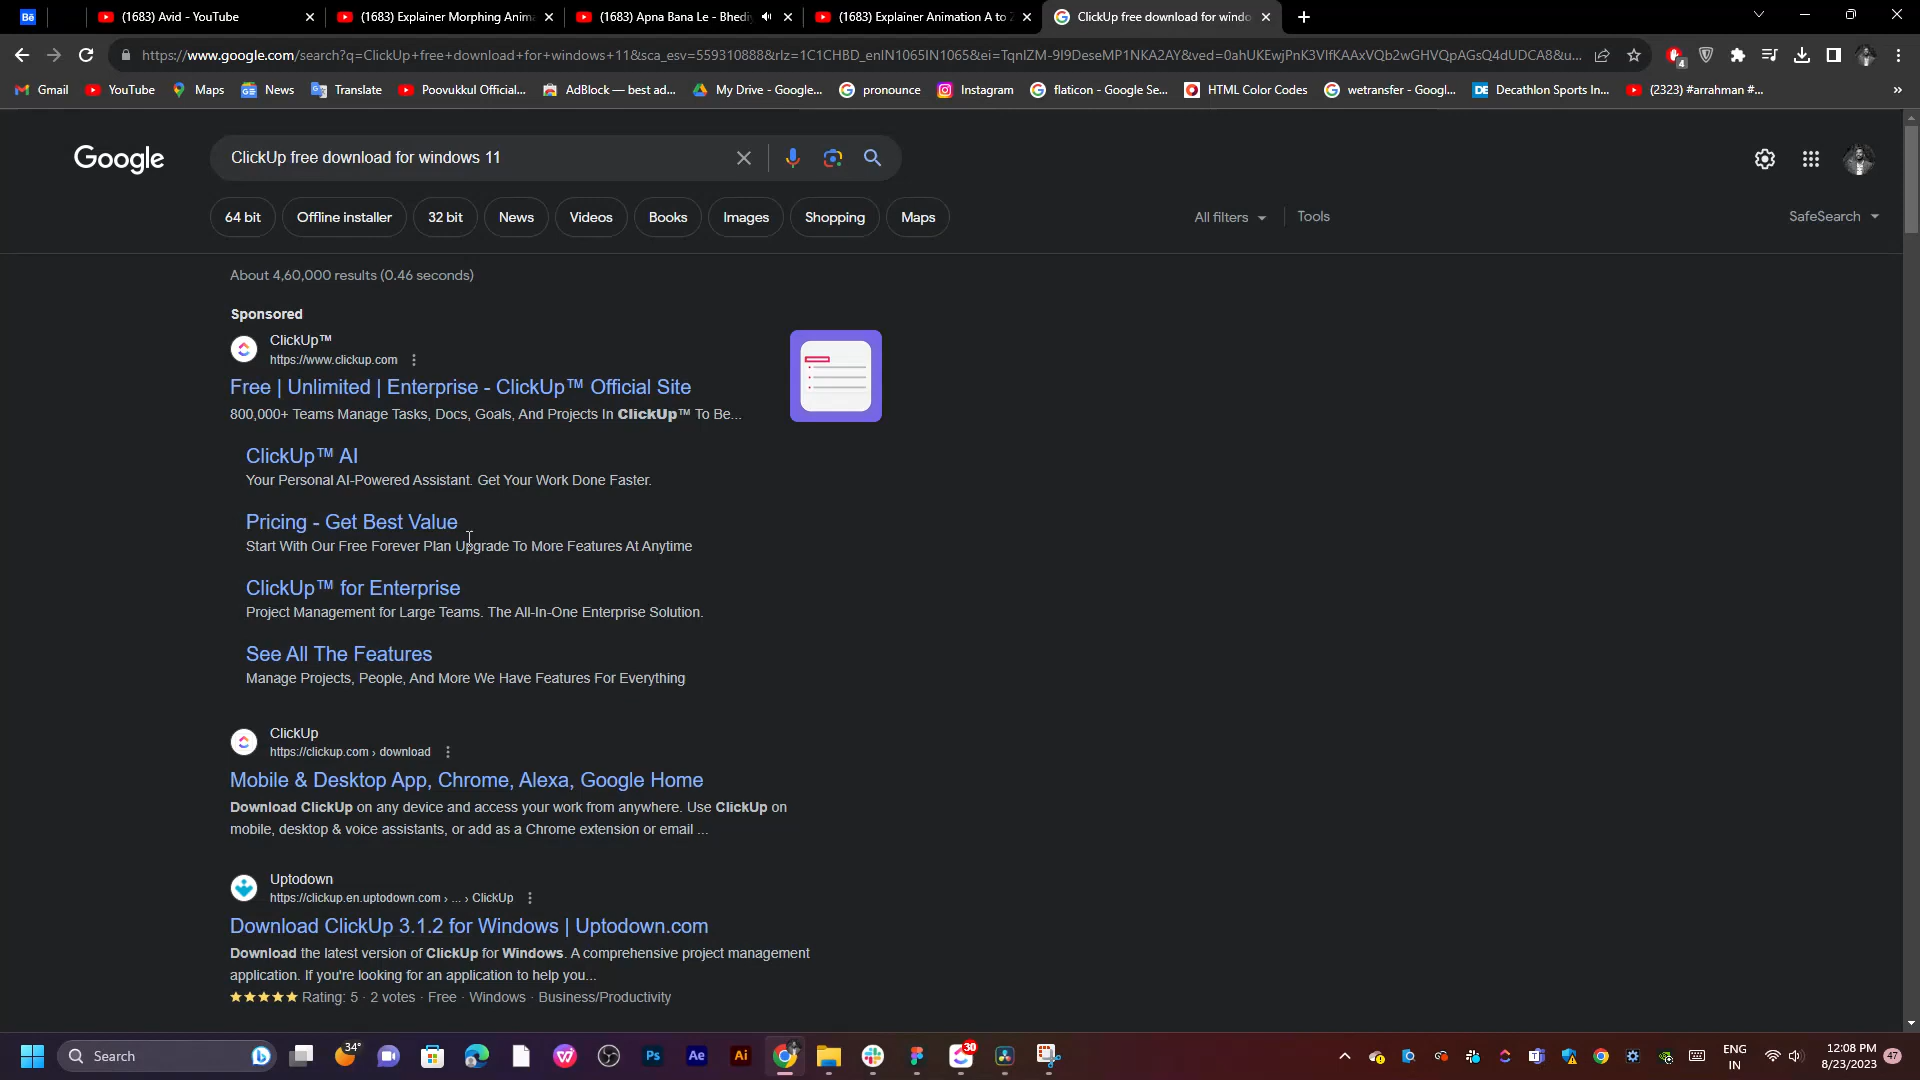 Bē
(1683) Avid - YouTube
(1683) Explainer Morphing Anim
(1683) Apna Bana Le - Bhedi
(1683) Explainer Animation A to
ClickUp free download for windo
https://www.google.com/search?q=ClickUp+free+download+for+windows+11&sca_esv=559310888&rlz=1C1CHBD_enIN1065IN1065&ei=TqnlZM-9I9DeseMP1NKA2AY&ved=0ahUKEwjPnK3VlfKAAxVQb2wGHVQpAGsQ4dUDCA8&u...
4
Gmail
YouTube
Maps
News
Translate
Poovukkul Official...
AdBlock — best ad...
My Drive - Google...
pronounce
Instagram
flaticon - Google Se...
HTML Color Codes
wetransfer - Googl...
DE
Decathlon Sports In...
(2323) #arrahman #...
»
Google
ClickUp free download for windows 11
64 bit
Offline installer
32 bit
News
Videos
Books
Images
Shopping
Maps
All filters
Tools
SafeSearch
About 4,60,000 results (0.46 seconds)
Sponsored
ClickUp™
https://www.clickup.com
Free | Unlimited | Enterprise - ClickUp™ Official Site
800,000+ Teams Manage Tasks, Docs, Goals, And Projects In ClickUp™ To Be...
ClickUp™ AI
Your Personal AI-Powered Assistant. Get Your Work Done Faster.
Pricing - Get Best Value
Start With Our Free Forever Plan Upgrade To More Features At Anytime
ClickUp™ for Enterprise
Project Management for Large Teams. The All-In-One Enterprise Solution.
See All The Features
Manage Projects, People, And More We Have Features For Everything
ClickUp
https://clickup.com › download
Mobile & Desktop App, Chrome, Alexa, Google Home
Download ClickUp on any device and access your work from anywhere. Use ClickUp on
mobile, desktop & voice assistants, or add as a Chrome extension or email ...
Uptodown
https://clickup.en.uptodown.com › ... › ClickUp
Download ClickUp 3.1.2 for Windows | Uptodown.com
Download the latest version of ClickUp for Windows. A comprehensive project management
application. If you're looking for an application to help you...
Rating: 5 · 2 votes · Free · Windows · Business/Productivity
Search
34°
Ps
Ae
Ai
30
ENG
IN
12:08 PM
8/23/2023
47